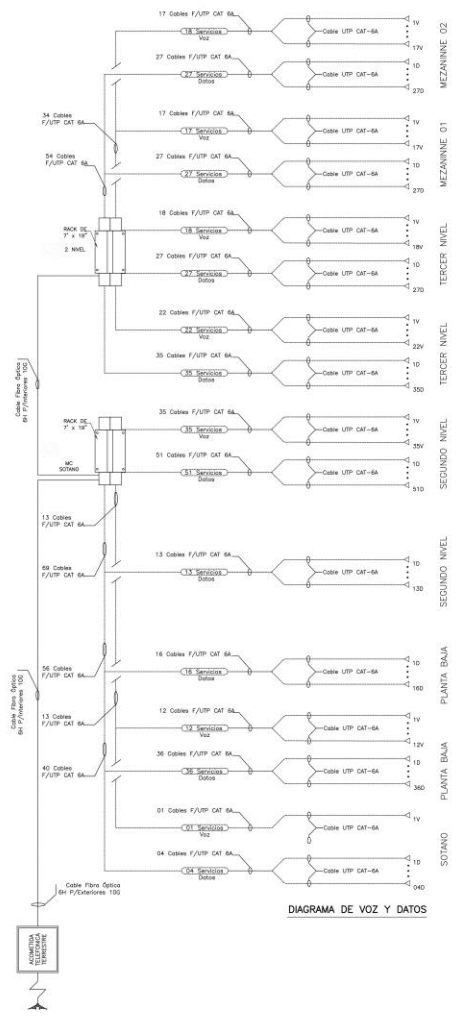 17 Cables F/UTP CAT 6A
18 Servicios
Voz
Cable UTP CAT-6A
1V
17V
27 Cables F/UTP CAT 6A
27 Servicios
Datos
Cable UTP CAT-6A
1D
27D
MEZANINNE 02
34 Cables
F/UTP CAT 6A
17 Cables F/UTP CAT 6A
17 Servicios
Voz
Cable UTP CAT-6A
1V
17V
54 Cables
F/UTP CAT 6A
27 Cables F/UTP CAT 6A
27 Servicios
Datos
Cable UTP CAT-6A
1D
27D
MEZANINNE 01
RACK DE
7' x 19"
2 NIVEL
18 Cables F/UTP CAT 6A
18 Servicios
Voz
Cable UTP CAT-6A
1V
18V
27 Cables F/UTP CAT 6A
27 Servicios
Datos
Cable UTP CAT-6A
1D
27D
TERCER NIVEL
22 Cables F/UTP CAT 6A
22 Servicios
Voz
Cable UTP CAT-6A
1V
22V
35 Cables F/UTP CAT 6A
35 Servicios
Datos
Cable UTP CAT-6A
1D
35D
TERCER NIVEL
Cable Fibra Óptica
6H P/Interiores 10G
RACK DE
7' x 19"
MC
SOTANO
35 Cables F/UTP CAT 6A
35 Servicios
Voz
Cable UTP CAT-6A
1V
35V
51 Cables F/UTP CAT 6A
51 Servicios
Datos
Cable UTP CAT-6A
1D
51D
SEGUNDO NIVEL
13 Cables
F/UTP CAT 6A
69 Cables
F/UTP CAT 6A
13 Cables F/UTP CAT 6A
13 Servicios
Datos
Cable UTP CAT-6A
1D
13D
SEGUNDO NIVEL
56 Cables
F/UTP CAT 6A
16 Cables F/UTP CAT 6A
16 Servicios
Datos
Cable UTP CAT-6A
1D
16D
PLANTA BAJA
Cable Fibra Óptica
6H P/Interiores 10G
13 Cables
F/UTP CAT 6A
12 Cables F/UTP CAT 6A
12 Servicios
Voz
Cable UTP CAT-6A
1V
12V
40 Cables
F/UTP CAT 6A
36 Cables F/UTP CAT 6A
36 Servicios
Datos
Cable UTP CAT-6A
1D
36D
PLANTA BAJA
01 Cables F/UTP CAT 6A
01 Servicios
Voz
Cable UTP CAT-6A
1V
04 Cables F/UTP CAT 6A
04 Servicios
Datos
Cable UTP CAT-6A
1D
04D
SOTANO
Cable Fibra Óptica
6H P/Exteriores 10G
ACOMETIDA
TELEFONICA
TERRESTRE
DIAGRAMA DE VOZ Y DATOS